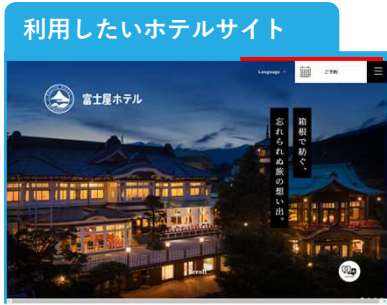 利用したいホテルサイト
Language
ご予約
富士屋ホテル
箱根で紡ぐ、
忘れられぬ旅の想い出。
Scroll